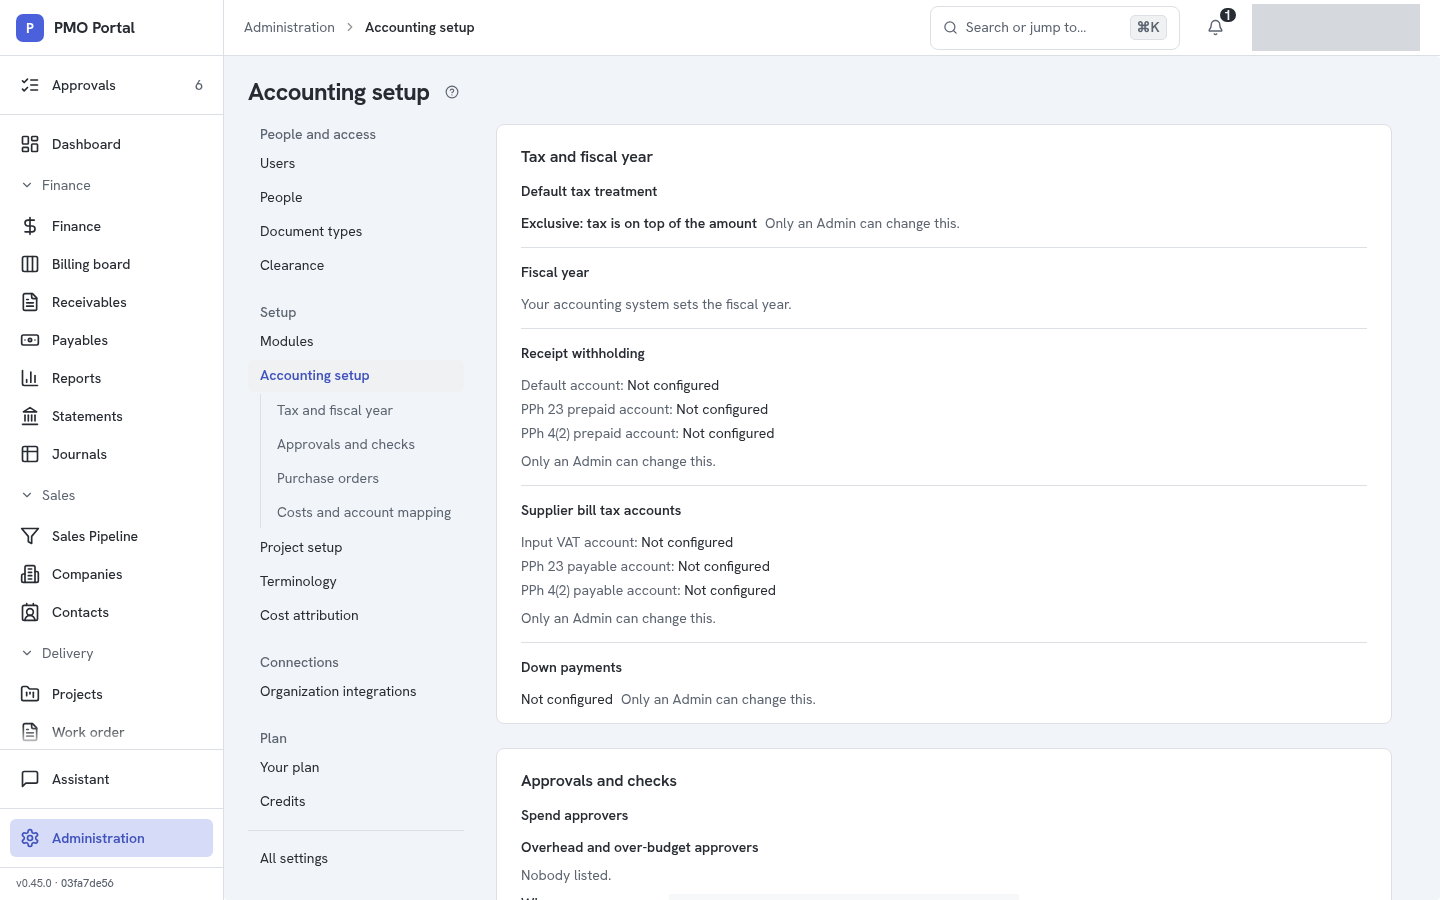 P PMO Portal
Administration > Accounting setup
Search or jump to...
⌘K
1
Approvals 6
Dashboard
Finance
Finance
Billing board
Receivables
Payables
Reports
Statements
Journals
Sales
Sales Pipeline
Companies
Contacts
Delivery
Projects
Work order
Assistant
Administration
v0.45.0 · 03fa7de56
Accounting setup
People and access
Users
People
Document types
Clearance
Setup
Modules
Accounting setup
Tax and fiscal year
Approvals and checks
Purchase orders
Costs and account mapping
Project setup
Terminology
Cost attribution
Connections
Organization integrations
Plan
Your plan
Credits
All settings
Tax and fiscal year
Default tax treatment
Exclusive: tax is on top of the amount Only an Admin can change this.
Fiscal year
Your accounting system sets the fiscal year.
Receipt withholding
Default account: Not configured
PPh 23 prepaid account: Not configured
PPh 4(2) prepaid account: Not configured
Only an Admin can change this.
Supplier bill tax accounts
Input VAT account: Not configured
PPh 23 payable account: Not configured
PPh 4(2) payable account: Not configured
Only an Admin can change this.
Down payments
Not configured Only an Admin can change this.
Approvals and checks
Spend approvers
Overhead and over-budget approvers
Nobody listed.